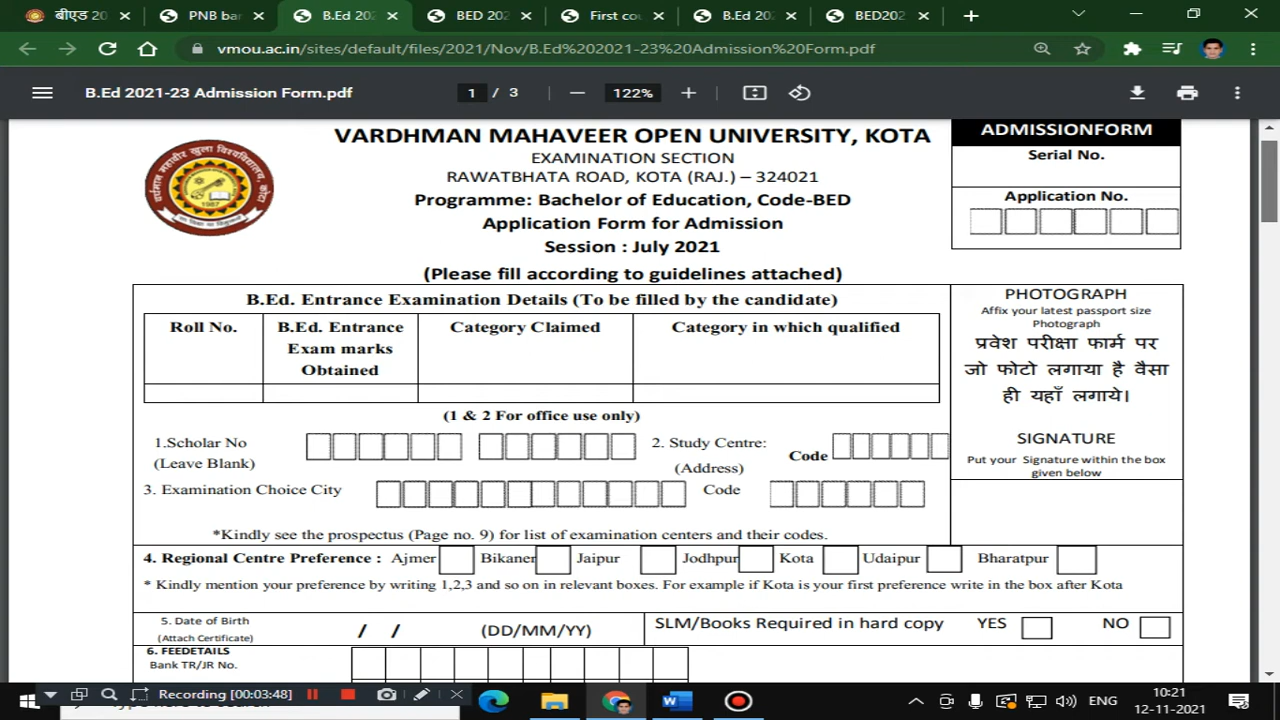 बीएड 20
PNB bar
B.Ed 202
BED 202
First cou
B.Ed 202
BED202
vmou.ac.in/sites/default/files/2021/Nov/B.Ed%202021-23%20Admission%20Form.pdf
B.Ed 2021-23 Admission Form.pdf
1 / 3
122%
VARDHMAN MAHAVEER OPEN UNIVERSITY, KOTA
EXAMINATION SECTION
RAWATBHATA ROAD, KOTA (RAJ.) – 324021
Programme: Bachelor of Education, Code-BED
Application Form for Admission
Session : July 2021
(Please fill according to guidelines attached)
ADMISSIONFORM
Serial No.
Application No.
वर्धमान महावीर खुला विश्वविद्यालय, कोटा
1987
B.Ed. Entrance Examination Details (To be filled by the candidate)
Roll No.
B.Ed. Entrance
Exam marks
Obtained
Category Claimed
Category in which qualified
PHOTOGRAPH
Affix your latest passport size
Photograph
प्रवेश परीक्षा फार्म पर
जो फोटो लगाया है वैसा
ही यहाँ लगाये।
SIGNATURE
Put your Signature within the box
given below
(1 & 2 For office use only)
1.Scholar No
(Leave Blank)
2. Study Centre:
(Address)
Code
3. Examination Choice City
Code
*Kindly see the prospectus (Page no. 9) for list of examination centers and their codes.
4. Regional Centre Preference : Ajmer Bikaner Jaipur Jodhpur Kota Udaipur Bharatpur
* Kindly mention your preference by writing 1,2,3 and so on in relevant boxes. For example if Kota is your first preference write in the box after Kota
5. Date of Birth
(Attach Certificate)
/ / (DD/MM/YY)
SLM/Books Required in hard copy YES NO
6. FEEDETAILS
Bank TR/JR No.
Recording [00:03:48]
ENG
10:21
12-11-2021